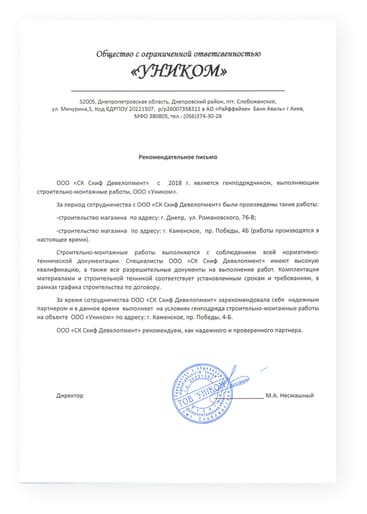 Общество с ограниченной ответсвенностью
«УНИКОМ»
52005, Днепропетровская область, Днепровский район, пгт. Слобожанское,
ул. Мичурина,5, Код ЕДРПОУ 20221507, р/р26007358311 в АО «Райффайзен Банк Аваль» г.Киев,
МФО 380805, тел.: (056)374-30-28
Рекомендательное письмо
ООО «СК Скиф Девелопмент» с 2018 г. является генподрядчиком, выполняющим
строительно-монтажные работы, ООО «Уником».
За период сотрудничества с ООО «СК Скиф Девелопмент» были произведены такие работы:
-строительство магазина по адресу: г. Днепр, ул. Романовского, 76-В;
-строительство магазина по адресу: г. Каменское, пр. Победы, 4Б (работы производятся в
настоящее время).
Строительно-монтажные работы выполняются с соблюдением всей нормативно-
технической документации. Специалисты ООО «СК Скиф Девелопмент» имеют высокую
квалификацию, а также все разрешительные документы на выполнение работ. Комплектация
материалами и строительной техникой соответствует установленным срокам и требованиям, в
рамках графика строительства по договору.
За время сотрудничества ООО «СК Скиф Девелопмент» зарекомендовала себя надежным
партнером и в данное время выполняет на условиях генподряда строительно-монтажные работы
на объекте ООО «Уником» по адресу: г. Каменское, пр. Победы, 4-Б.
ООО «СК Скиф Девелопмент» рекомендуем, как надежного и проверенного партнера.
ТОВ УНІКОМ
Директор М.А. Несмашный